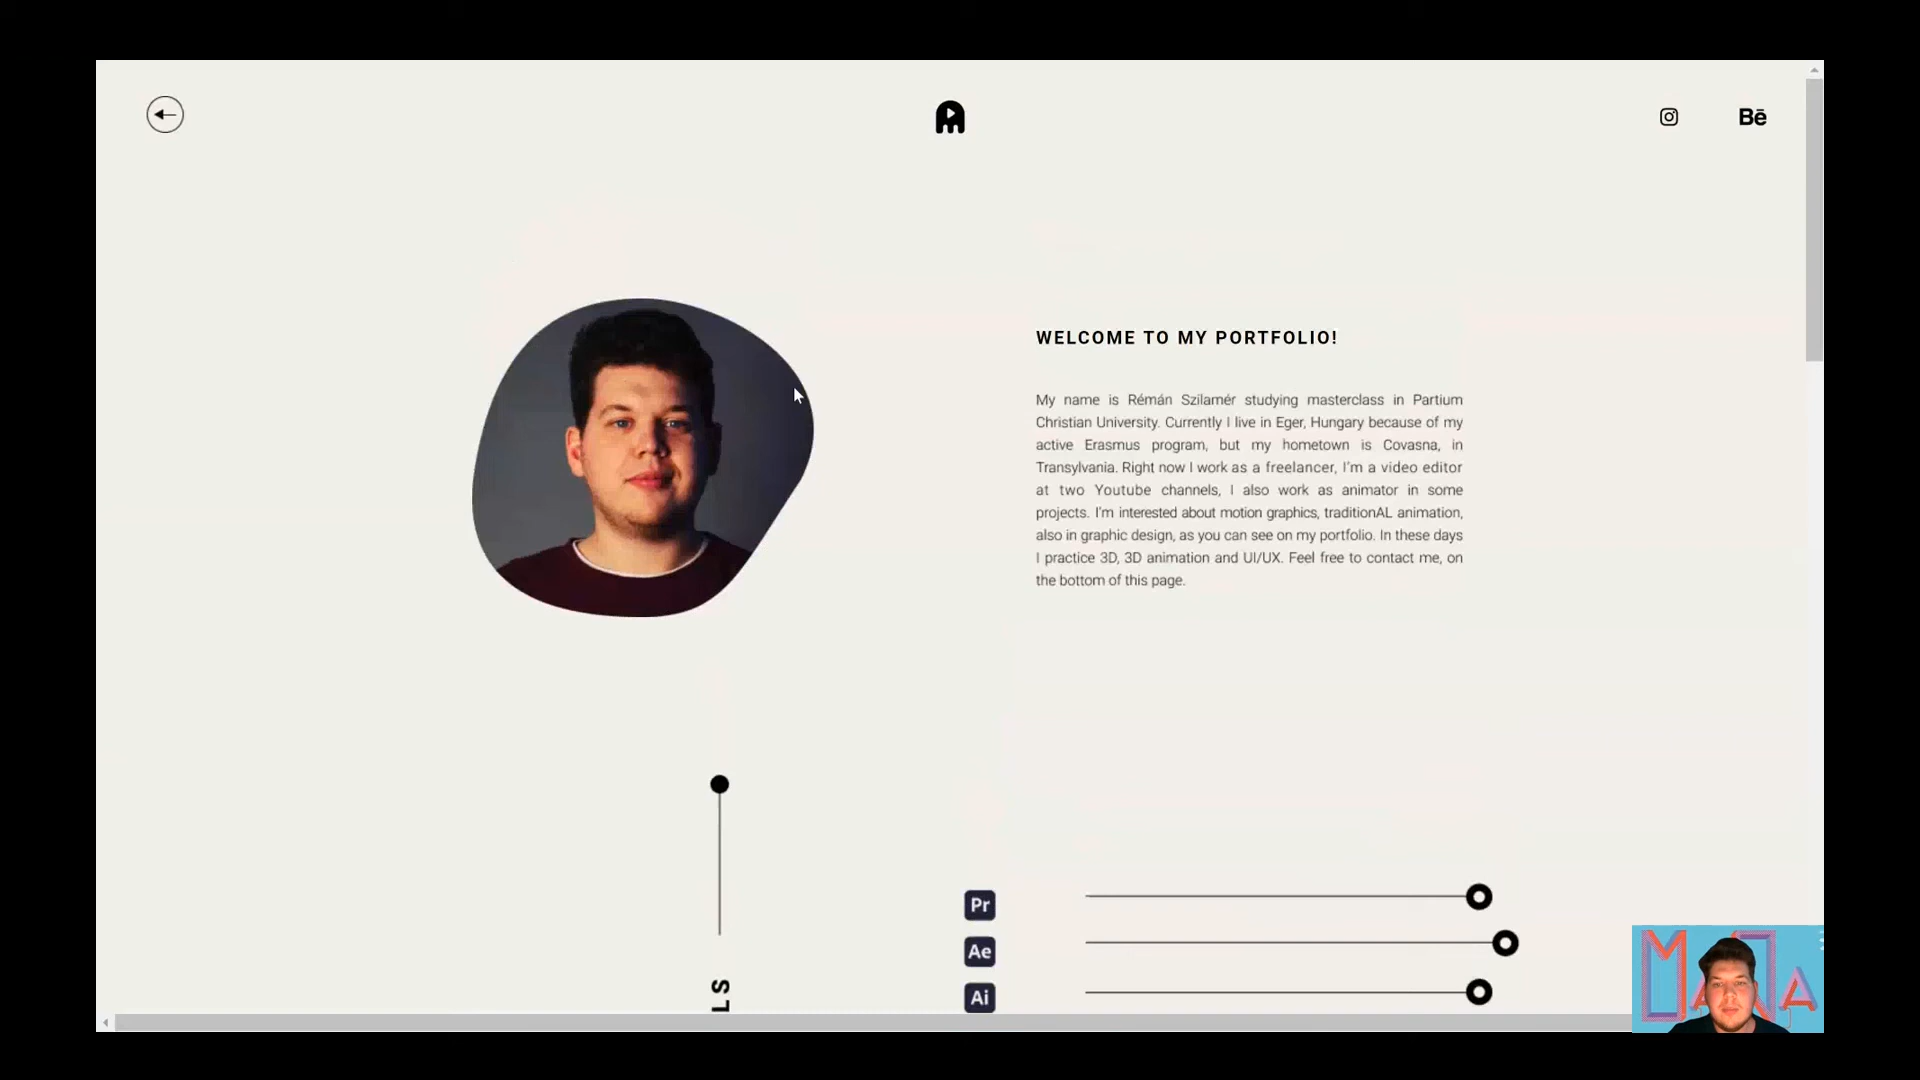 Bē
WELCOME TO MY PORTFOLIO!
My name is Rémán Szilamér studying masterclass in Partium
Christian University. Currently I live in Eger, Hungary because of my
active Erasmus program, but my hometown is Covasna, in
Transylvania. Right now I work as a freelancer, I'm a video editor
at two Youtube channels, I also work as animator in some
projects. I'm interested about motion graphics, traditionAL animation,
also in graphic design, as you can see on my portfolio. In these days
I practice 3D, 3D animation and UI/UX. Feel free to contact me, on
the bottom of this page.
Pr
Ae
LS
Ai